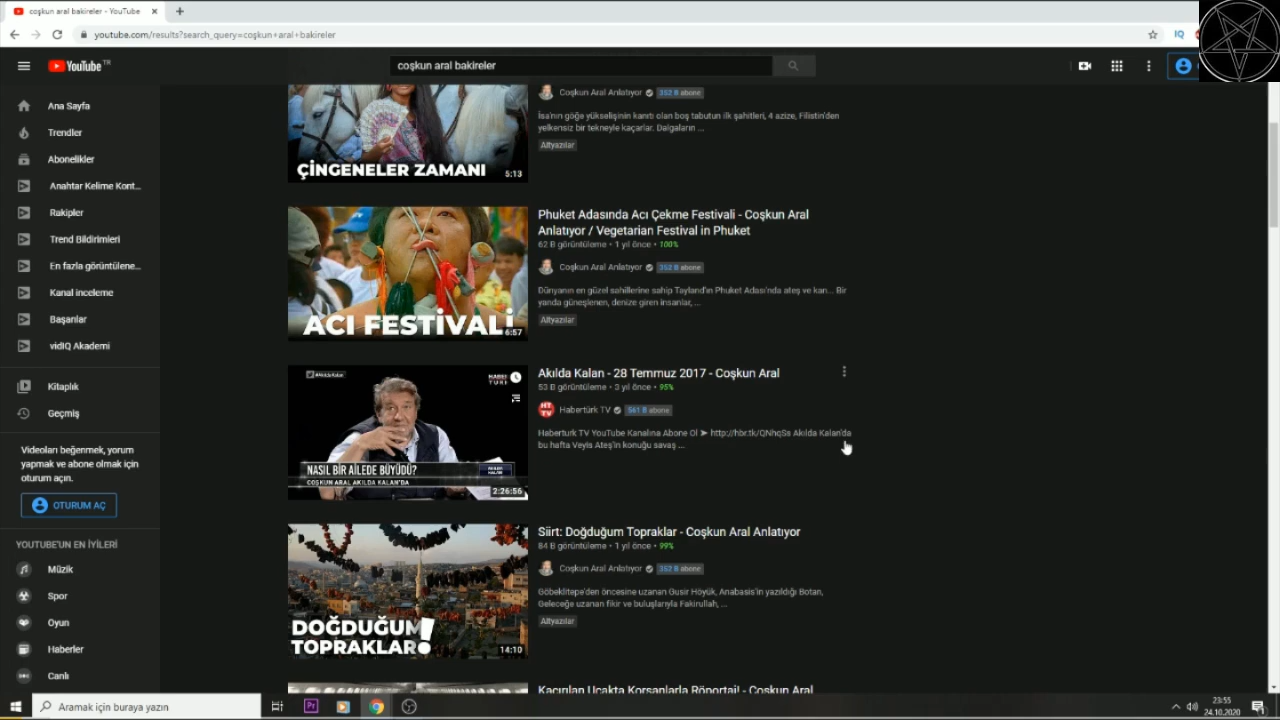 coşkun aral bakireler - YouTube
youtube.com/results?search_query=coşkun+aral+bakireler
IQ
YouTube TR
coşkun aral bakireler
Ana Sayfa
Trendler
Abonelikler
Anahtar Kelime Kont...
Rakipler
Trend Bildirimleri
En fazla görüntülene...
Kanal inceleme
Başarılar
vidIQ Akademi
Kitaplık
Geçmiş
Videoları beğenmek, yorum
yapmak ve abone olmak için
oturum açın.
OTURUM AÇ
YOUTUBE'UN EN İYİLERİ
Müzik
Spor
Oyun
Haberler
Canlı
ÇİNGENELER ZAMANI
5:13
Coşkun Aral Anlatıyor 352 B abone
İsa'nın göğe yükselişinin kanıtı olan boş tabutun ilk şahitleri, 4 azize, Filistin'den
yelkensiz bir tekneyle kaçarlar. Dalgaların ...
Altyazılar
ACI FESTİVALİ
6:57
Phuket Adasında Acı Çekme Festivali - Coşkun Aral
Anlatıyor / Vegetarian Festival in Phuket
62 B görüntüleme • 1 yıl önce • 100%
Coşkun Aral Anlatıyor 352 B abone
Dünyanın en güzel sahillerine sahip Tayland'ın Phuket Adası'nda ateş ve kan... Bir
yanda güneşlenen, denize giren insanlar, ...
Altyazılar
#AkıldaKalan
HABER
TÜRK
NASIL BİR AİLEDE BÜYÜDÜ?
COŞKUN ARAL AKILDA KALAN'DA
2:26:56
Akılda Kalan - 28 Temmuz 2017 - Coşkun Aral
53 B görüntüleme • 3 yıl önce • 95%
HT TV Habertürk TV 561 B abone
Haberturk TV YouTube Kanalına Abone Ol ➤ http://hbr.tk/QNhqSs Akılda Kalan'da
bu hafta Veyis Ateş'in konuğu savaş ...
DOĞDUĞUM
TOPRAKLAR!
14:10
Siirt: Doğduğum Topraklar - Coşkun Aral Anlatıyor
84 B görüntüleme • 1 yıl önce • 99%
Coşkun Aral Anlatıyor 352 B abone
Göbeklitepe'den öncesine uzanan Gusir Höyük, Anabasis'in yazıldığı Botan,
Geleceğe uzanan fikir ve buluşlarıyla Fakirullah, ...
Altyazılar
Kaçırılan Uçakta Korsanlarla Röportaj! - Coşkun Aral
Aramak için buraya yazın
Pr
23:55
24.10.2020